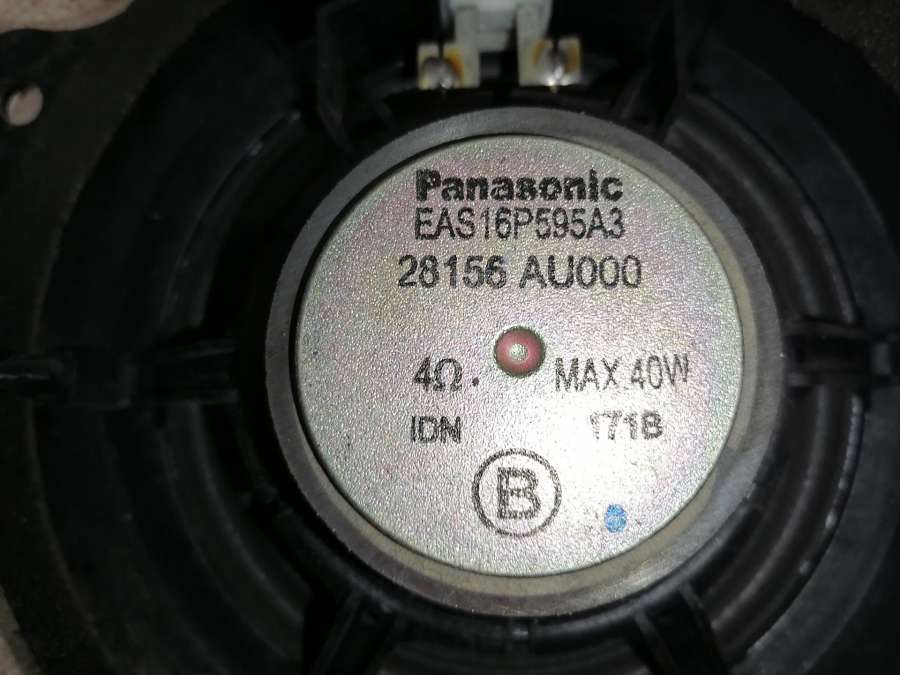 Panasonic
EAS16P595A3
28156 AU000
4Ω. MAX.40W
IDN 171B
B